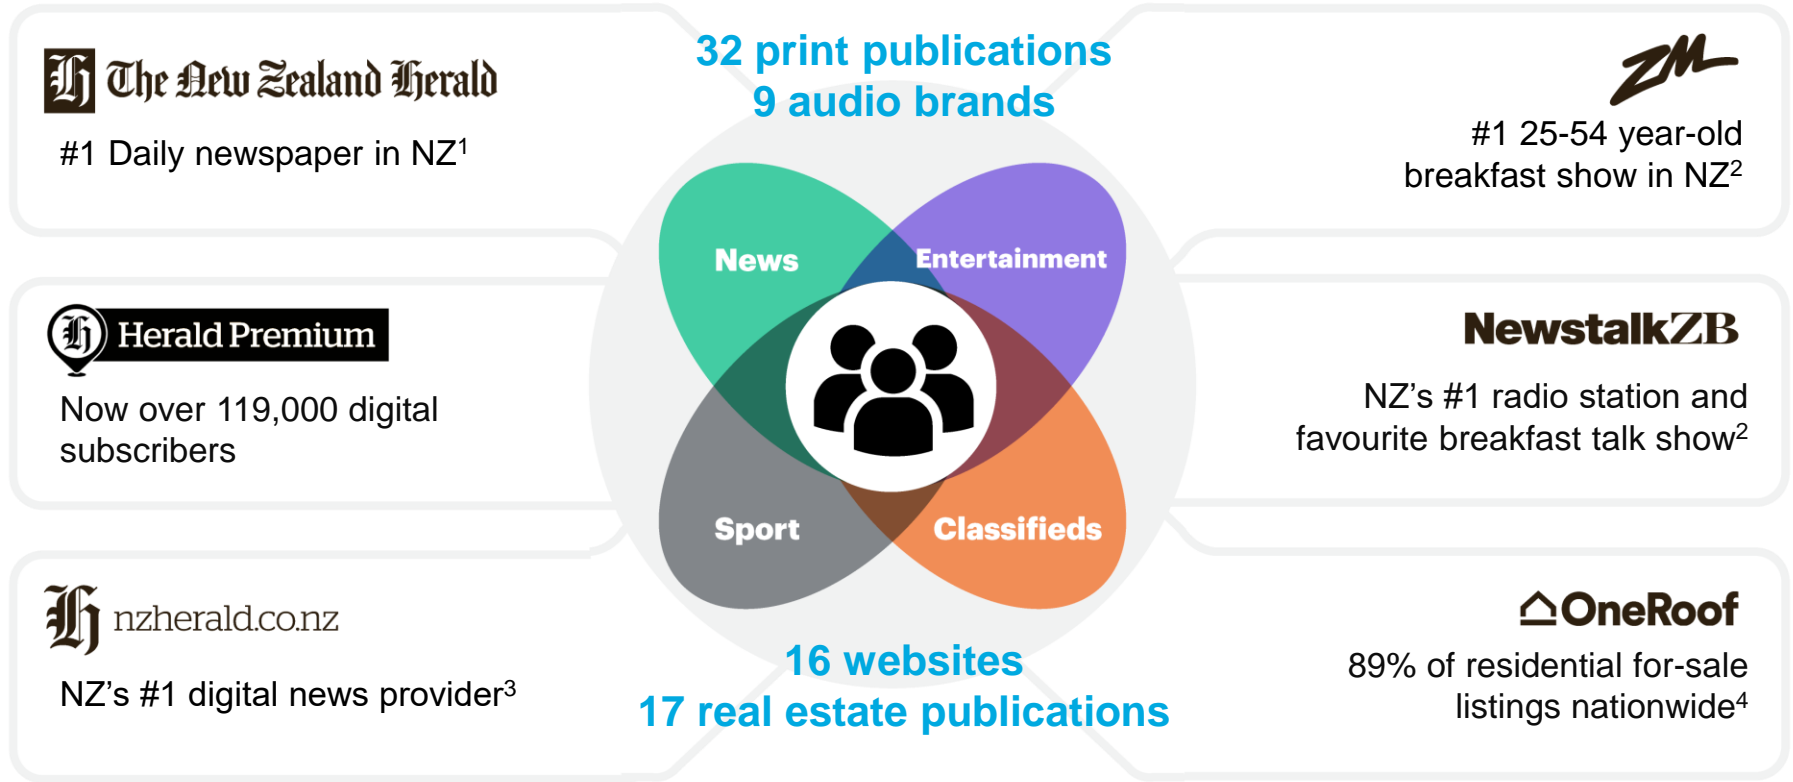 The New Zealand Herald
#1 Daily newspaper in NZ1
Herald Premium
Now over 119,000 digital
subscribers
nzherald.co.nz
NZ's #1 digital news provider3
32 print publications
9 audio brands
News
Entertainment
Sport
Classifieds
16 websites
17 real estate publications
ZM
#1 25-54 year-old
breakfast show in NZ2
NewstalkZB
NZ's #1 radio station and
favourite breakfast talk show2
OneRoof
89% of residential for-sale
listings nationwide4